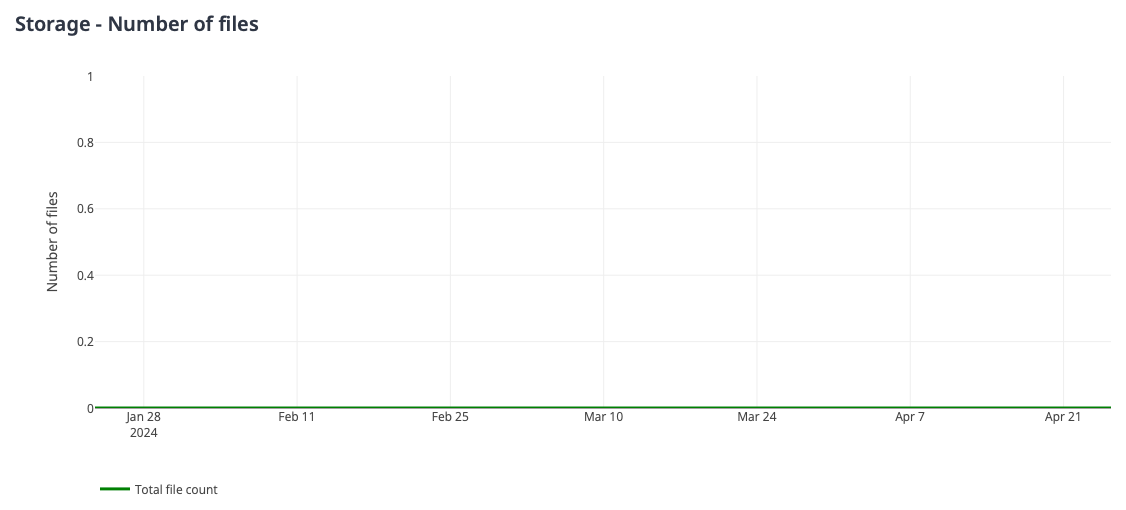 Storage - Number of files
Number of files
1
0.8
0.6
0.4
0.2
0
Jan 28
2024
Feb 11
Feb 25
Mar 10
Mar 24
Apr 7
Apr 21
Total file count